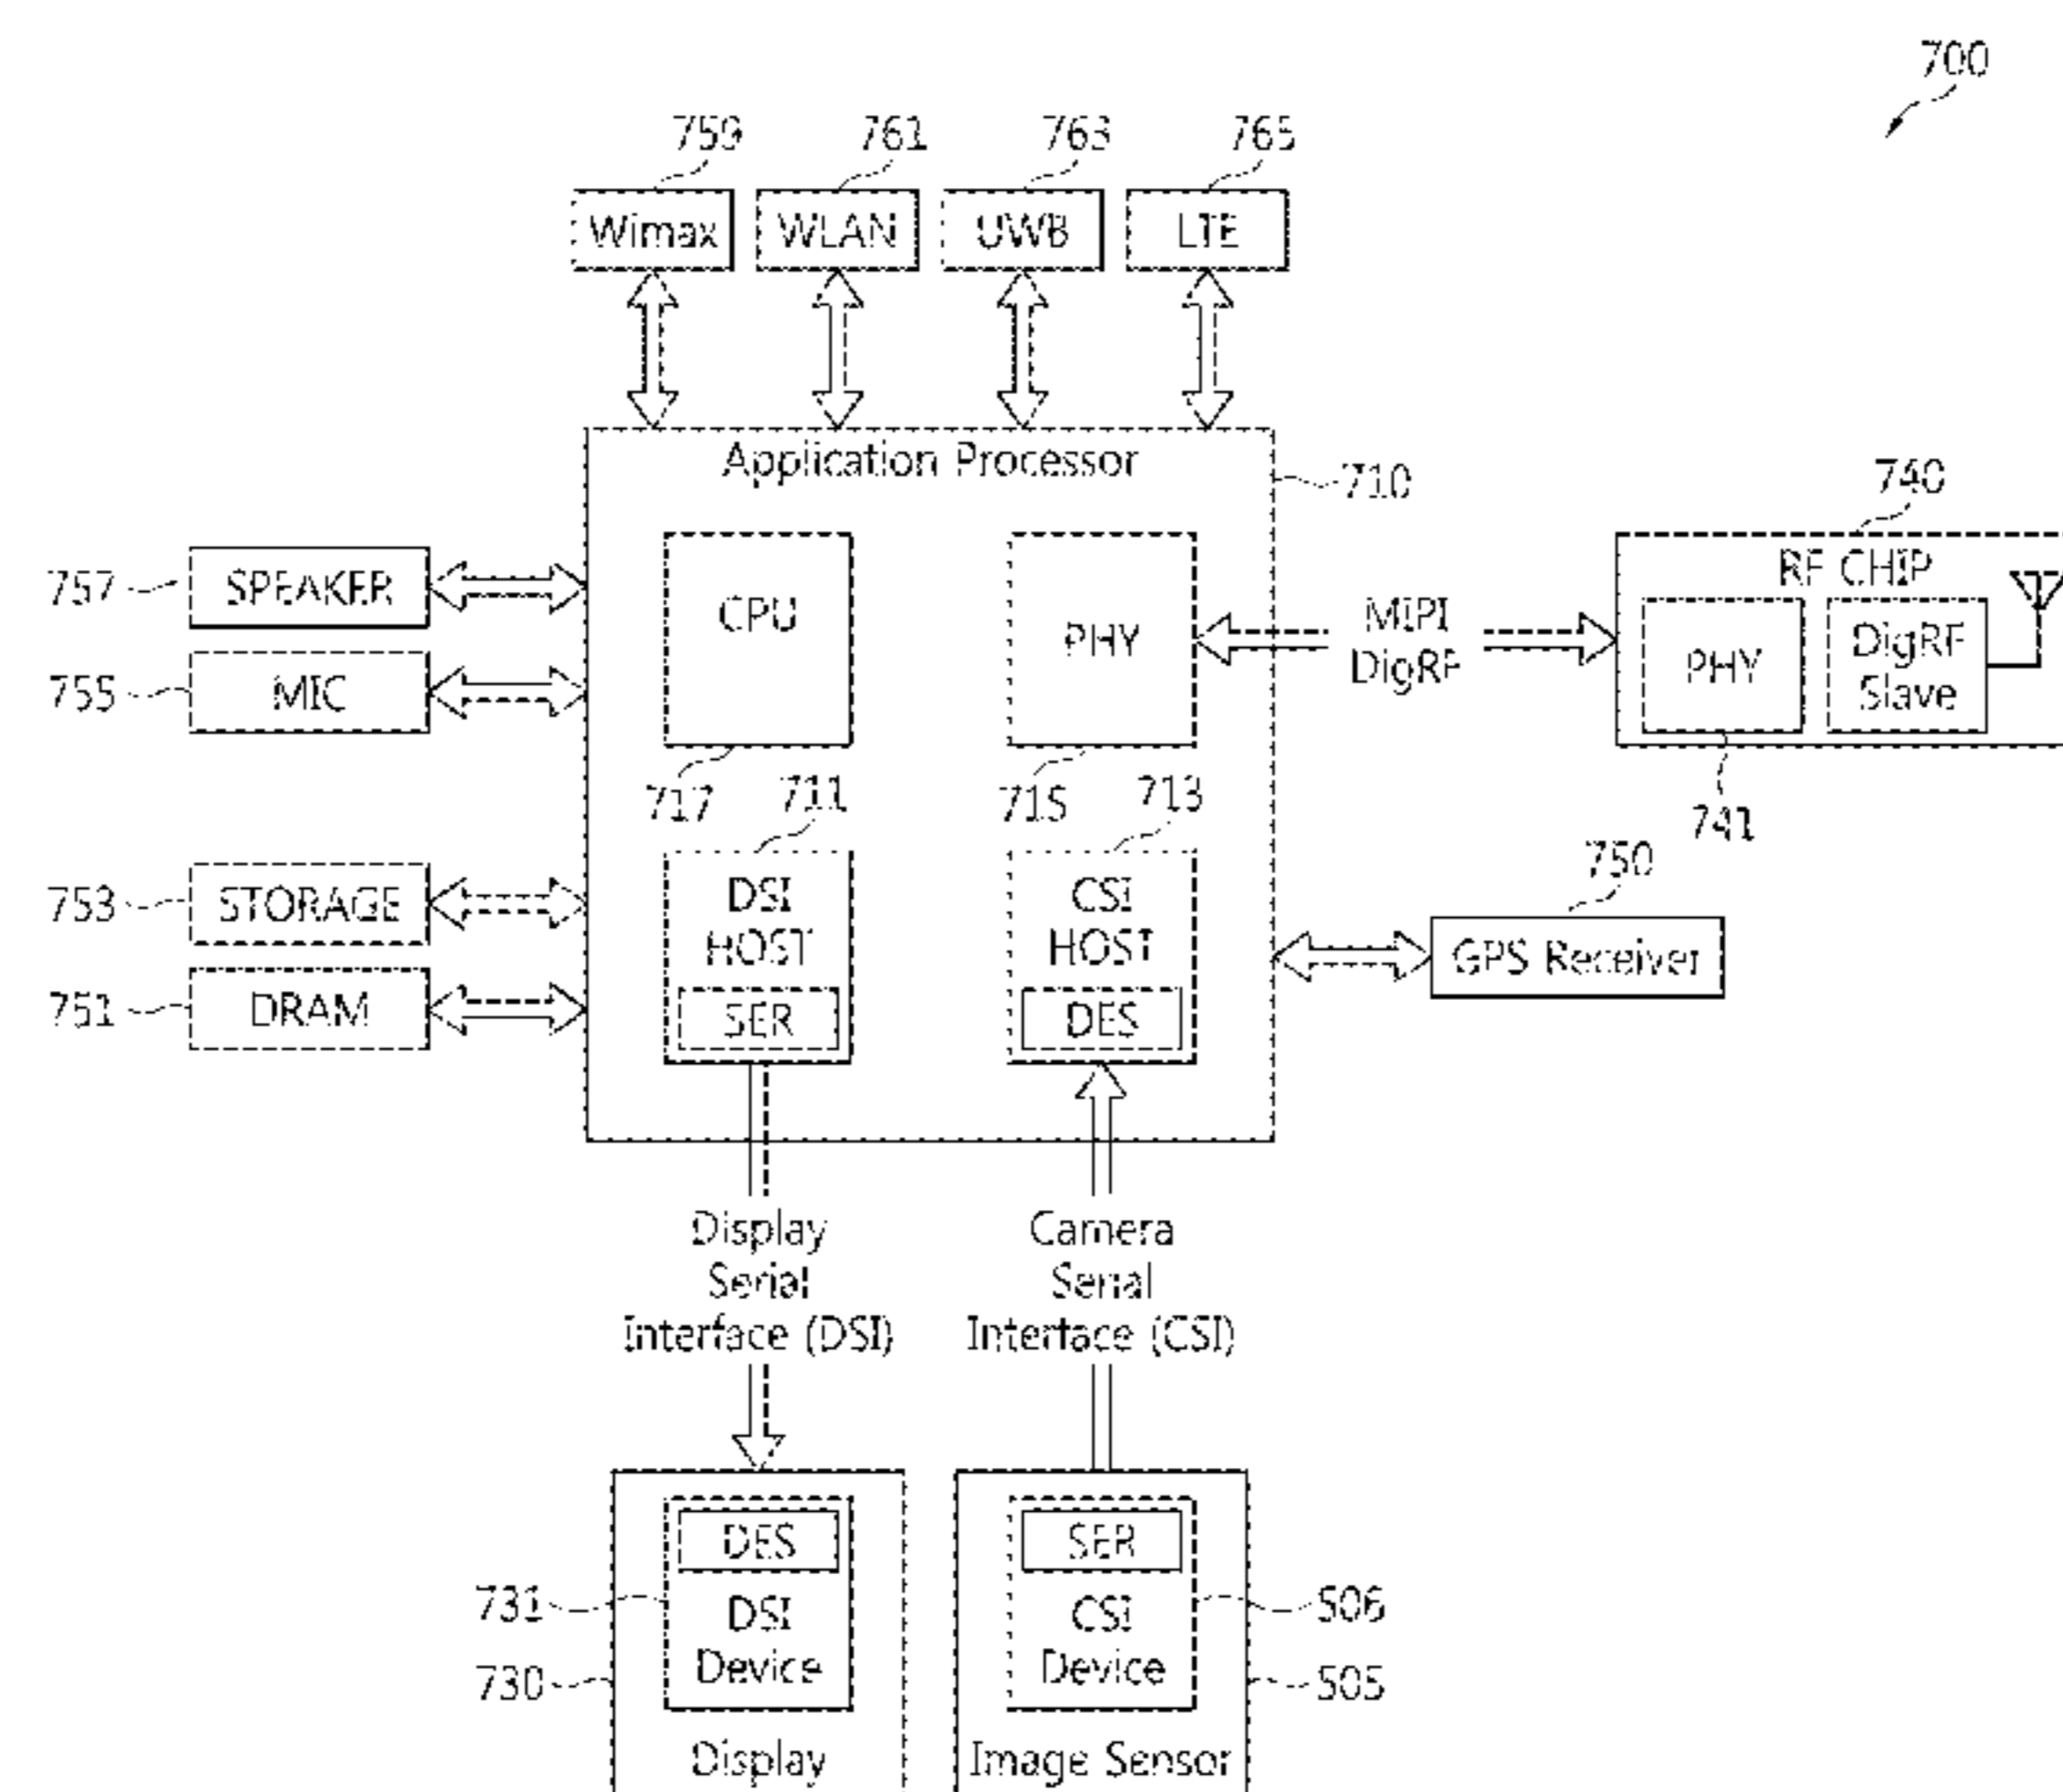 700
759
761
763
765
Wimax
WLAN
UWB
LTE
Application Processor
710
740
RF CHIP
757
SPEAKER
CPU
PHY
MIPI
DigRF
PHY
DigRF
Slave
755
MIC
717
711
715
713
741
750
753
STORAGE
DSI
HOST
CSI
HOST
GPS Receiver
751
DRAM
SER
DES
Display
Serial
Interface (DSI)
Camera
Serial
Interface (CSI)
DES
SER
731
DSI
Device
CSI
Device
506
730
505
Display
Image Sensor